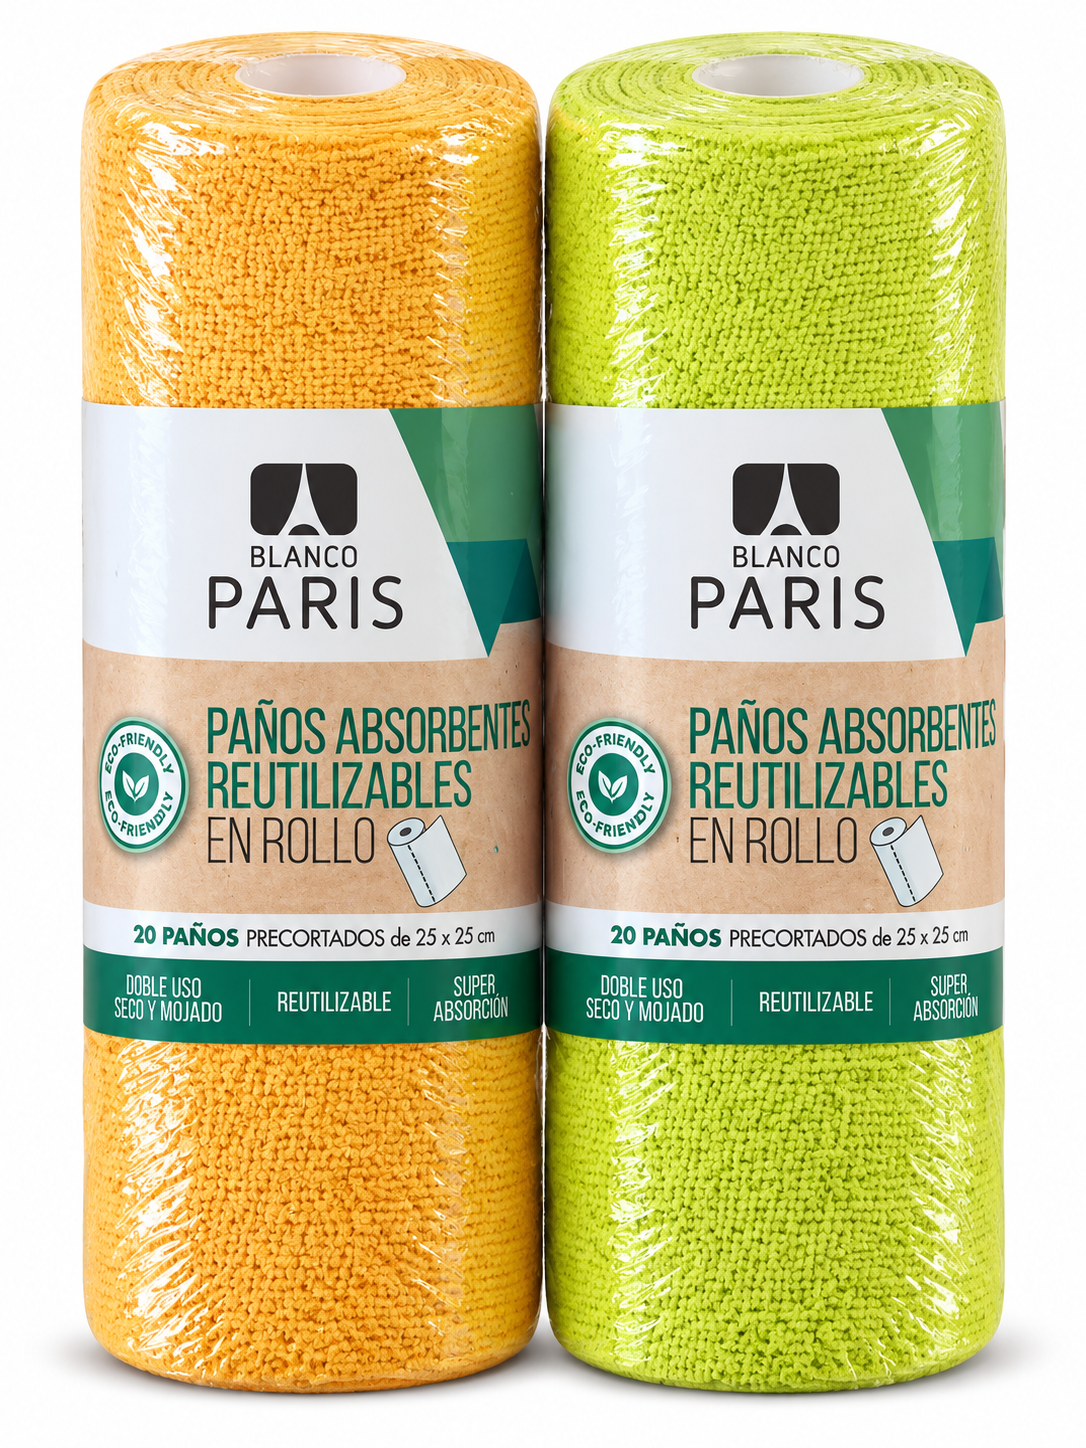 BLANCO
PARIS
ECO-FRIENDLY
ECO-FRIENDLY
PAÑOS ABSORBENTES
REUTILIZABLES
EN ROLLO
20 PAÑOS PRECORTADOS de 25 x 25 cm
DOBLE USO
SECO Y MOJADO
REUTILIZABLE
SUPER
ABSORCIÓN
BLANCO
PARIS
ECO-FRIENDLY
ECO-FRIENDLY
PAÑOS ABSORBENTES
REUTILIZABLES
EN ROLLO
20 PAÑOS PRECORTADOS de 25 x 25 cm
DOBLE USO
SECO Y MOJADO
REUTILIZABLE
SUPER
ABSORCIÓN